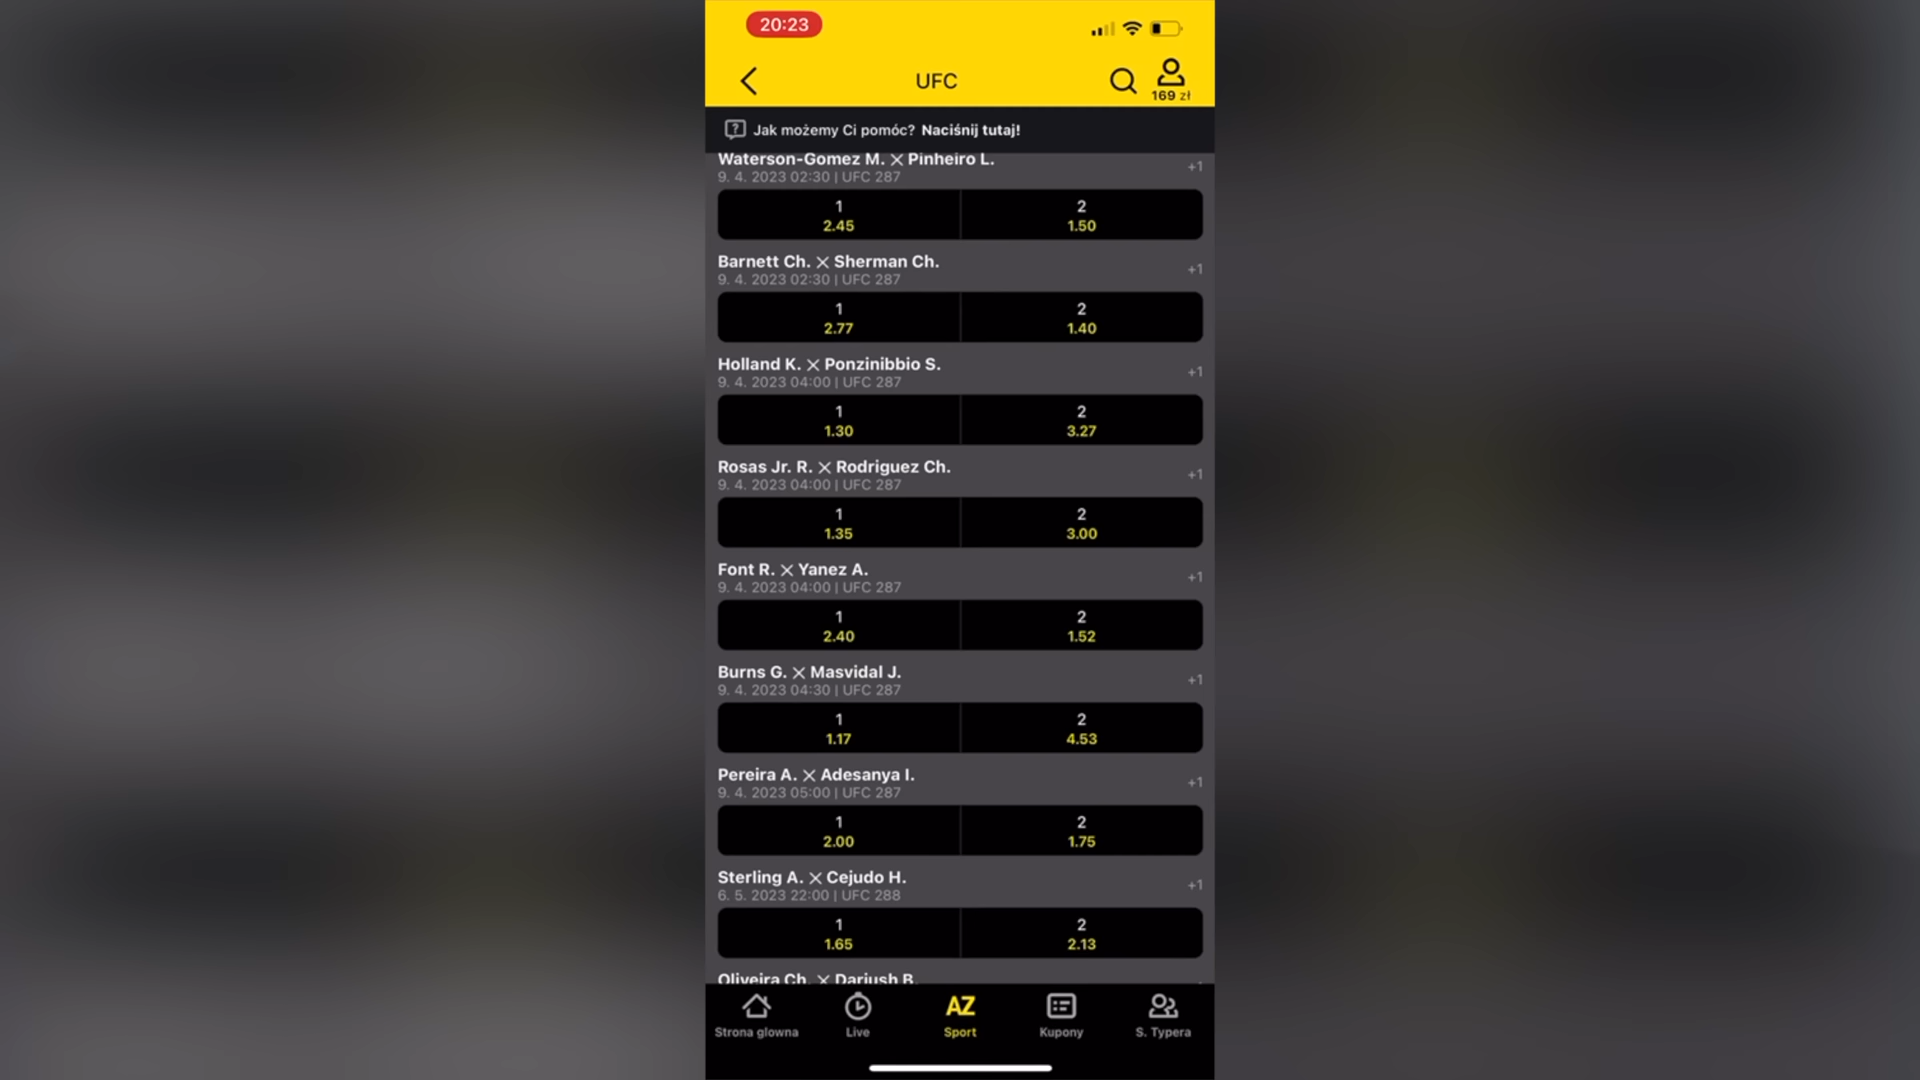 20:23
UFC
169 zł
Jak możemy Ci pomóc? Naciśnij tutaj!
Waterson-Gomez M. X Pinheiro L.
+1
9. 4. 2023 02:30 | UFC 287
1 2
2.45 1.50
Barnett Ch. X Sherman Ch.
+1
9. 4. 2023 02:30 | UFC 287
1 2
2.77 1.40
Holland K. X Ponzinibbio S.
+1
9. 4. 2023 04:00 | UFC 287
1 2
1.30 3.27
Rosas Jr. R. X Rodriguez Ch.
+1
9. 4. 2023 04:00 | UFC 287
1 2
1.35 3.00
Font R. X Yanez A.
+1
9. 4. 2023 04:00 | UFC 287
1 2
2.40 1.52
Burns G. X Masvidal J.
+1
9. 4. 2023 04:30 | UFC 287
1 2
1.17 4.53
Pereira A. X Adesanya I.
+1
9. 4. 2023 05:00 | UFC 287
1 2
2.00 1.75
Sterling A. X Cejudo H.
+1
6. 5. 2023 22:00 | UFC 288
1 2
1.65 2.13
Oliveira Ch. X Dariush B.
AZ
Strona glowna Live Sport Kupony S. Typera